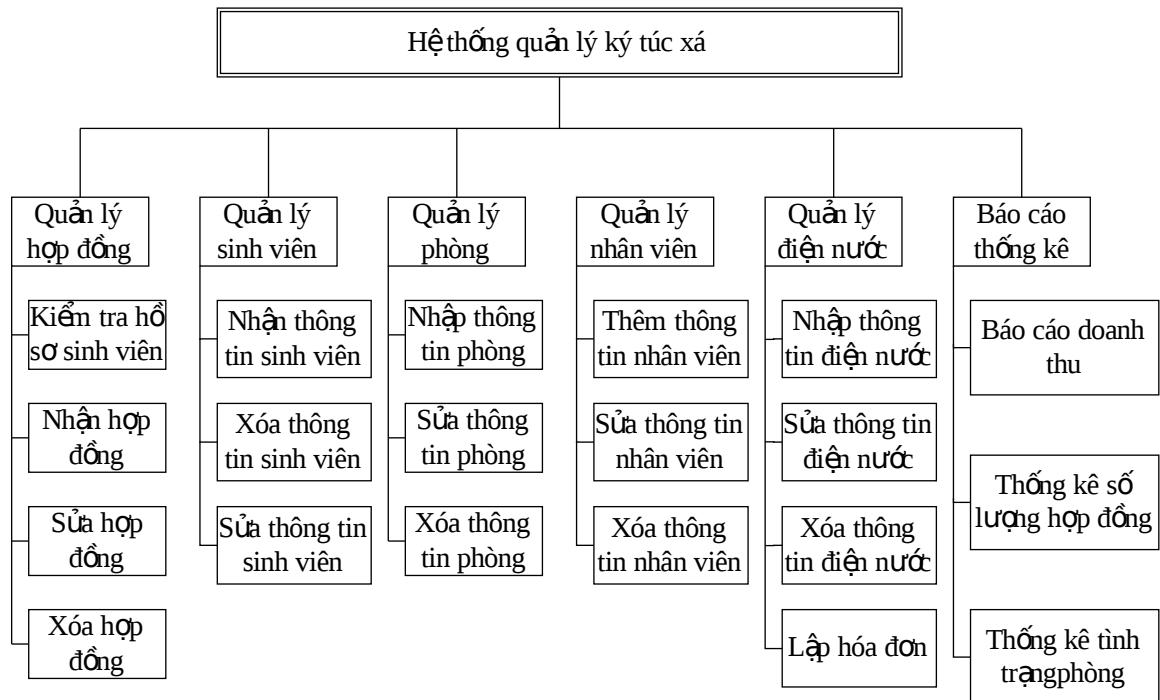 Hệ thống quản lý ký túc xá
Quản lý
hợp đồng
Kiểm tra hồ
sơ sinh viên
Nhận hợp
đồng
Sửa hợp
đồng
Xóa hợp
đồng
Quản lý
sinh viên
Nhận thông
tin sinh viên
Xóa thông
tin sinh viên
Sửa thông tin
sinh viên
Quản lý
phòng
Nhập thông
tin phòng
Sửa thông
tin phòng
Xóa thông
tin phòng
Quản lý
nhân viên
Thêm thông
tin nhân viên
Sửa thông tin
nhân viên
Xóa thông
tin nhân viên
Quản lý
điện nước
Nhập thông
tin điện nước
Sửa thông tin
điện nước
Xóa thông
tin điện nước
Lập hóa đơn
Báo cáo
thống kê
Báo cáo doanh
thu
Thống kê số
lượng hợp đồng
Thống kê tình
trạngphòng